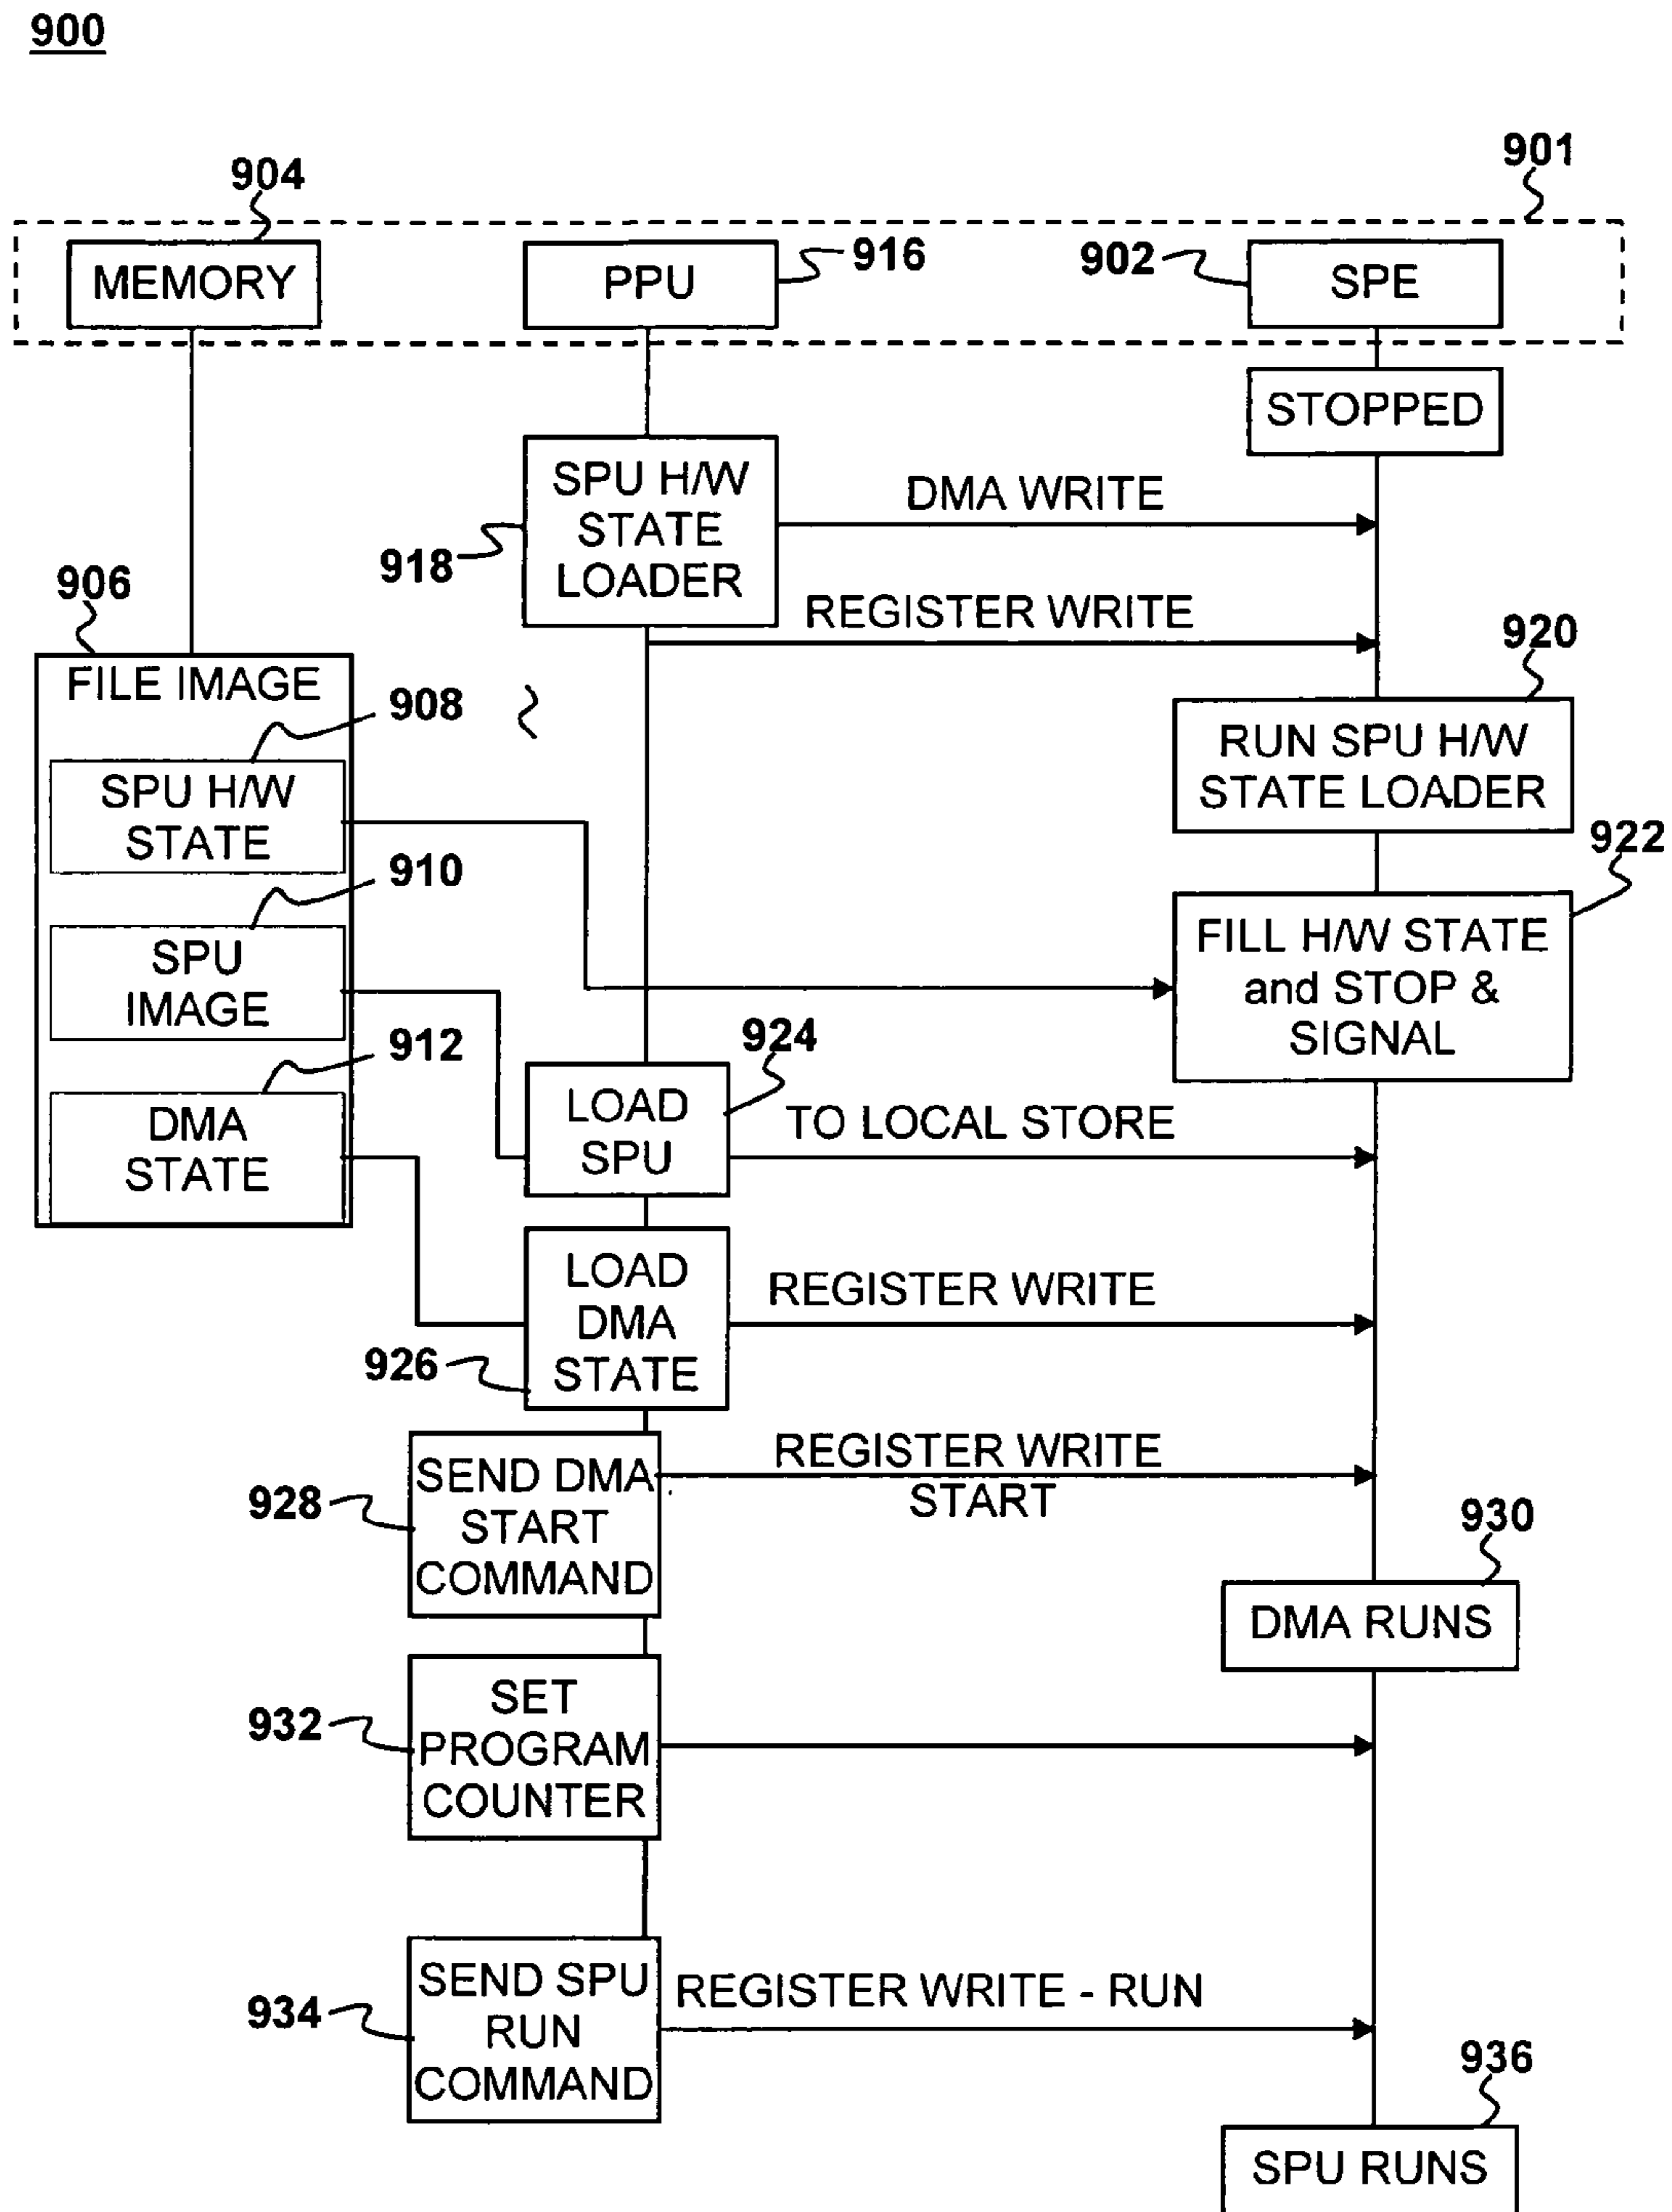 900
901
904
MEMORY
PPU
916
902
SPE
STOPPED
SPU H/W
STATE
LOADER
918
DMA WRITE
REGISTER WRITE
906
FILE IMAGE
908
SPU H/W
STATE
910
SPU
IMAGE
912
DMA
STATE
920
RUN SPU H/W
STATE LOADER
922
FILL H/W STATE
and STOP &
SIGNAL
924
LOAD
SPU
TO LOCAL STORE
LOAD
DMA
STATE
926
REGISTER WRITE
SEND DMA
START
COMMAND
928
REGISTER WRITE
START
930
DMA RUNS
SET
PROGRAM
COUNTER
932
SEND SPU
RUN
COMMAND
934
REGISTER WRITE - RUN
936
SPU RUNS